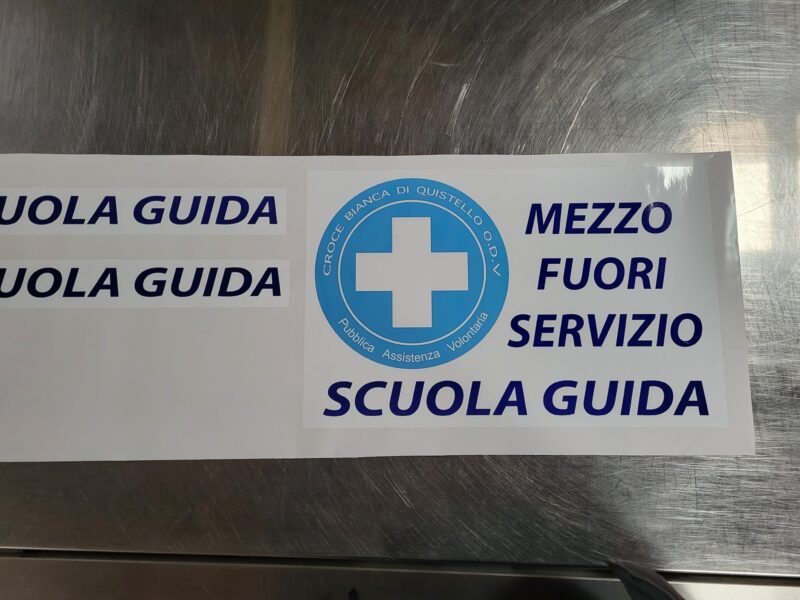 UOLA GUIDA
UOLA GUIDA
CROCE BIANCA DI QUISTELLO O.D.V
Pubblica Assistenza Volontaria
MEZZO
FUORI
SERVIZIO
SCUOLA GUIDA